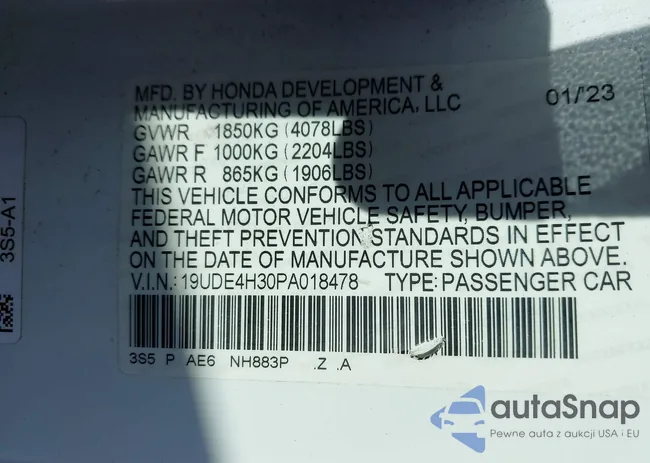 MFD. BY HONDA DEVELOPMENT &
MANUFACTURING OF AMERICA, LLC 01/'23
GVWR 1850KG (4078LBS)
GAWR F 1000KG (2204LBS)
GAWR R 865KG (1906LBS)
THIS VEHICLE CONFORMS TO ALL APPLICABLE
FEDERAL MOTOR VEHICLE SAFETY, BUMPER,
AND THEFT PREVENTION STANDARDS IN EFFECT
ON THE DATE OF MANUFACTURE SHOWN ABOVE.
V.I.N.: 19UDE4H30PA018478 TYPE: PASSENGER CAR
3S5 P AE6 NH883P .Z .A
3S5-A1
autoSnap
Pewne auta z aukcji USA i EU